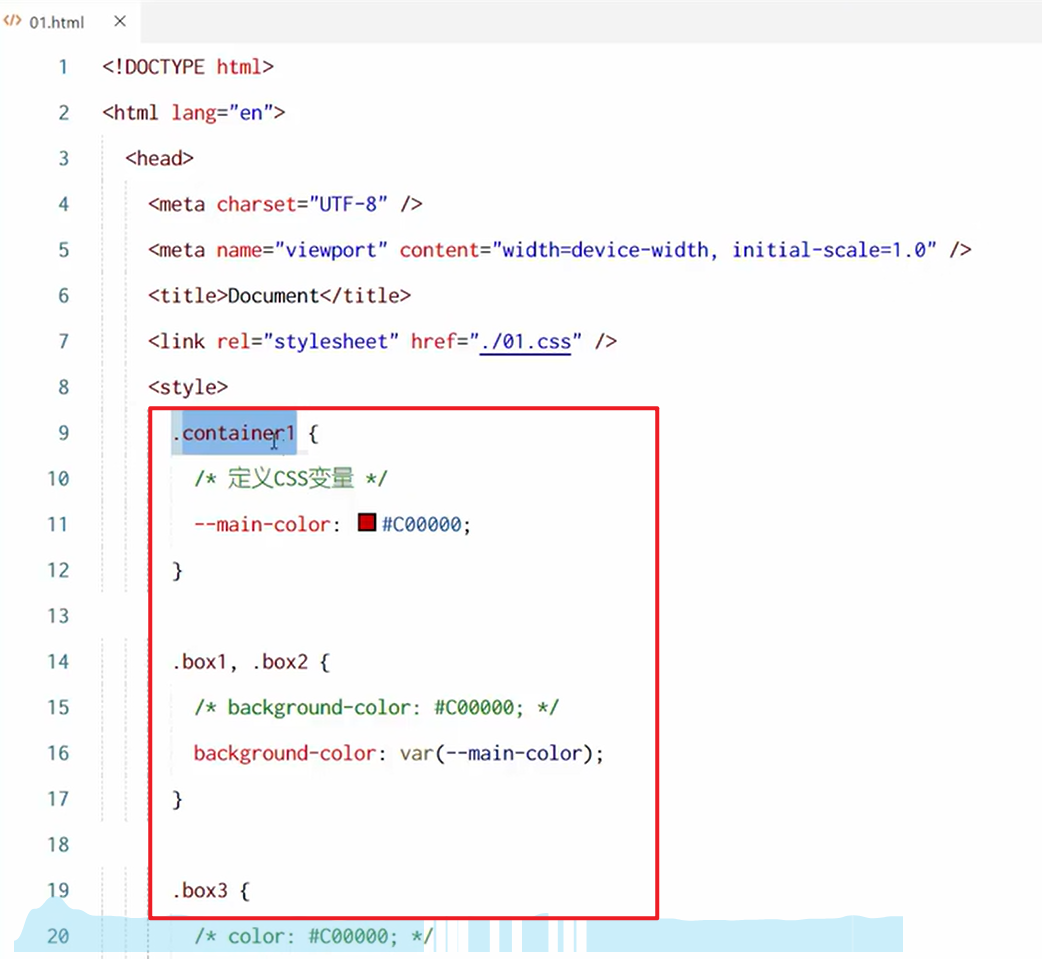 </> 01.html ×
1 <!DOCTYPE html>
2 <html lang="en">
3 <head>
4 <meta charset="UTF-8" />
5 <meta name="viewport" content="width=device-width, initial-scale=1.0" />
6 <title>Document</title>
7 <link rel="stylesheet" href="./01.css" />
8 <style>
9 .container1 {
10 /* 定义CSS变量 */
11 --main-color: #C00000;
12 }
13
14 .box1, .box2 {
15 /* background-color: #C00000; */
16 background-color: var(--main-color);
17 }
18
19 .box3 {
20 /* color: #C00000; */